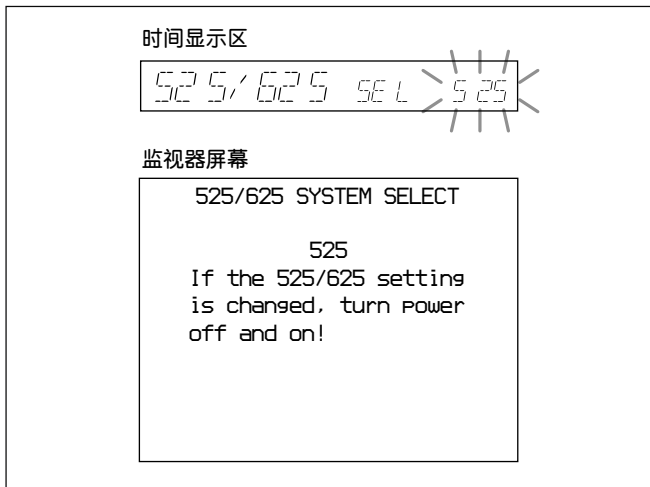 时间显示区
525/625 SEL 525
监视器屏幕
525/625 SYSTEM SELECT
525
If the 525/625 setting
is changed, turn power
off and on!